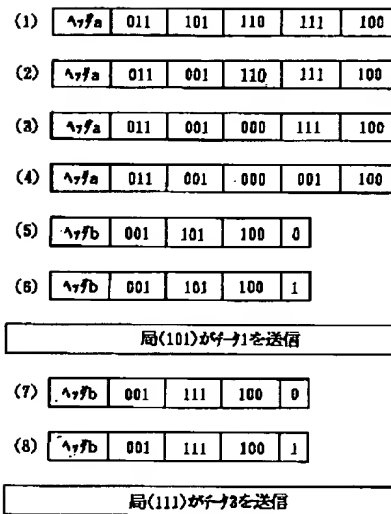 (1) ヘッダa 011 101 110 111 100
(2) ヘッダa 011 001 110 111 100
(3) ヘッダa 011 001 000 111 100
(4) ヘッダa 011 001 000 001 100
(5) ヘッダb 001 101 100 0
(6) ヘッダb 001 101 100 1
局(101)がデータ1を送信
(7) ヘッダb 001 111 100 0
(8) ヘッダb 001 111 100 1
局(111)がデータ3を送信